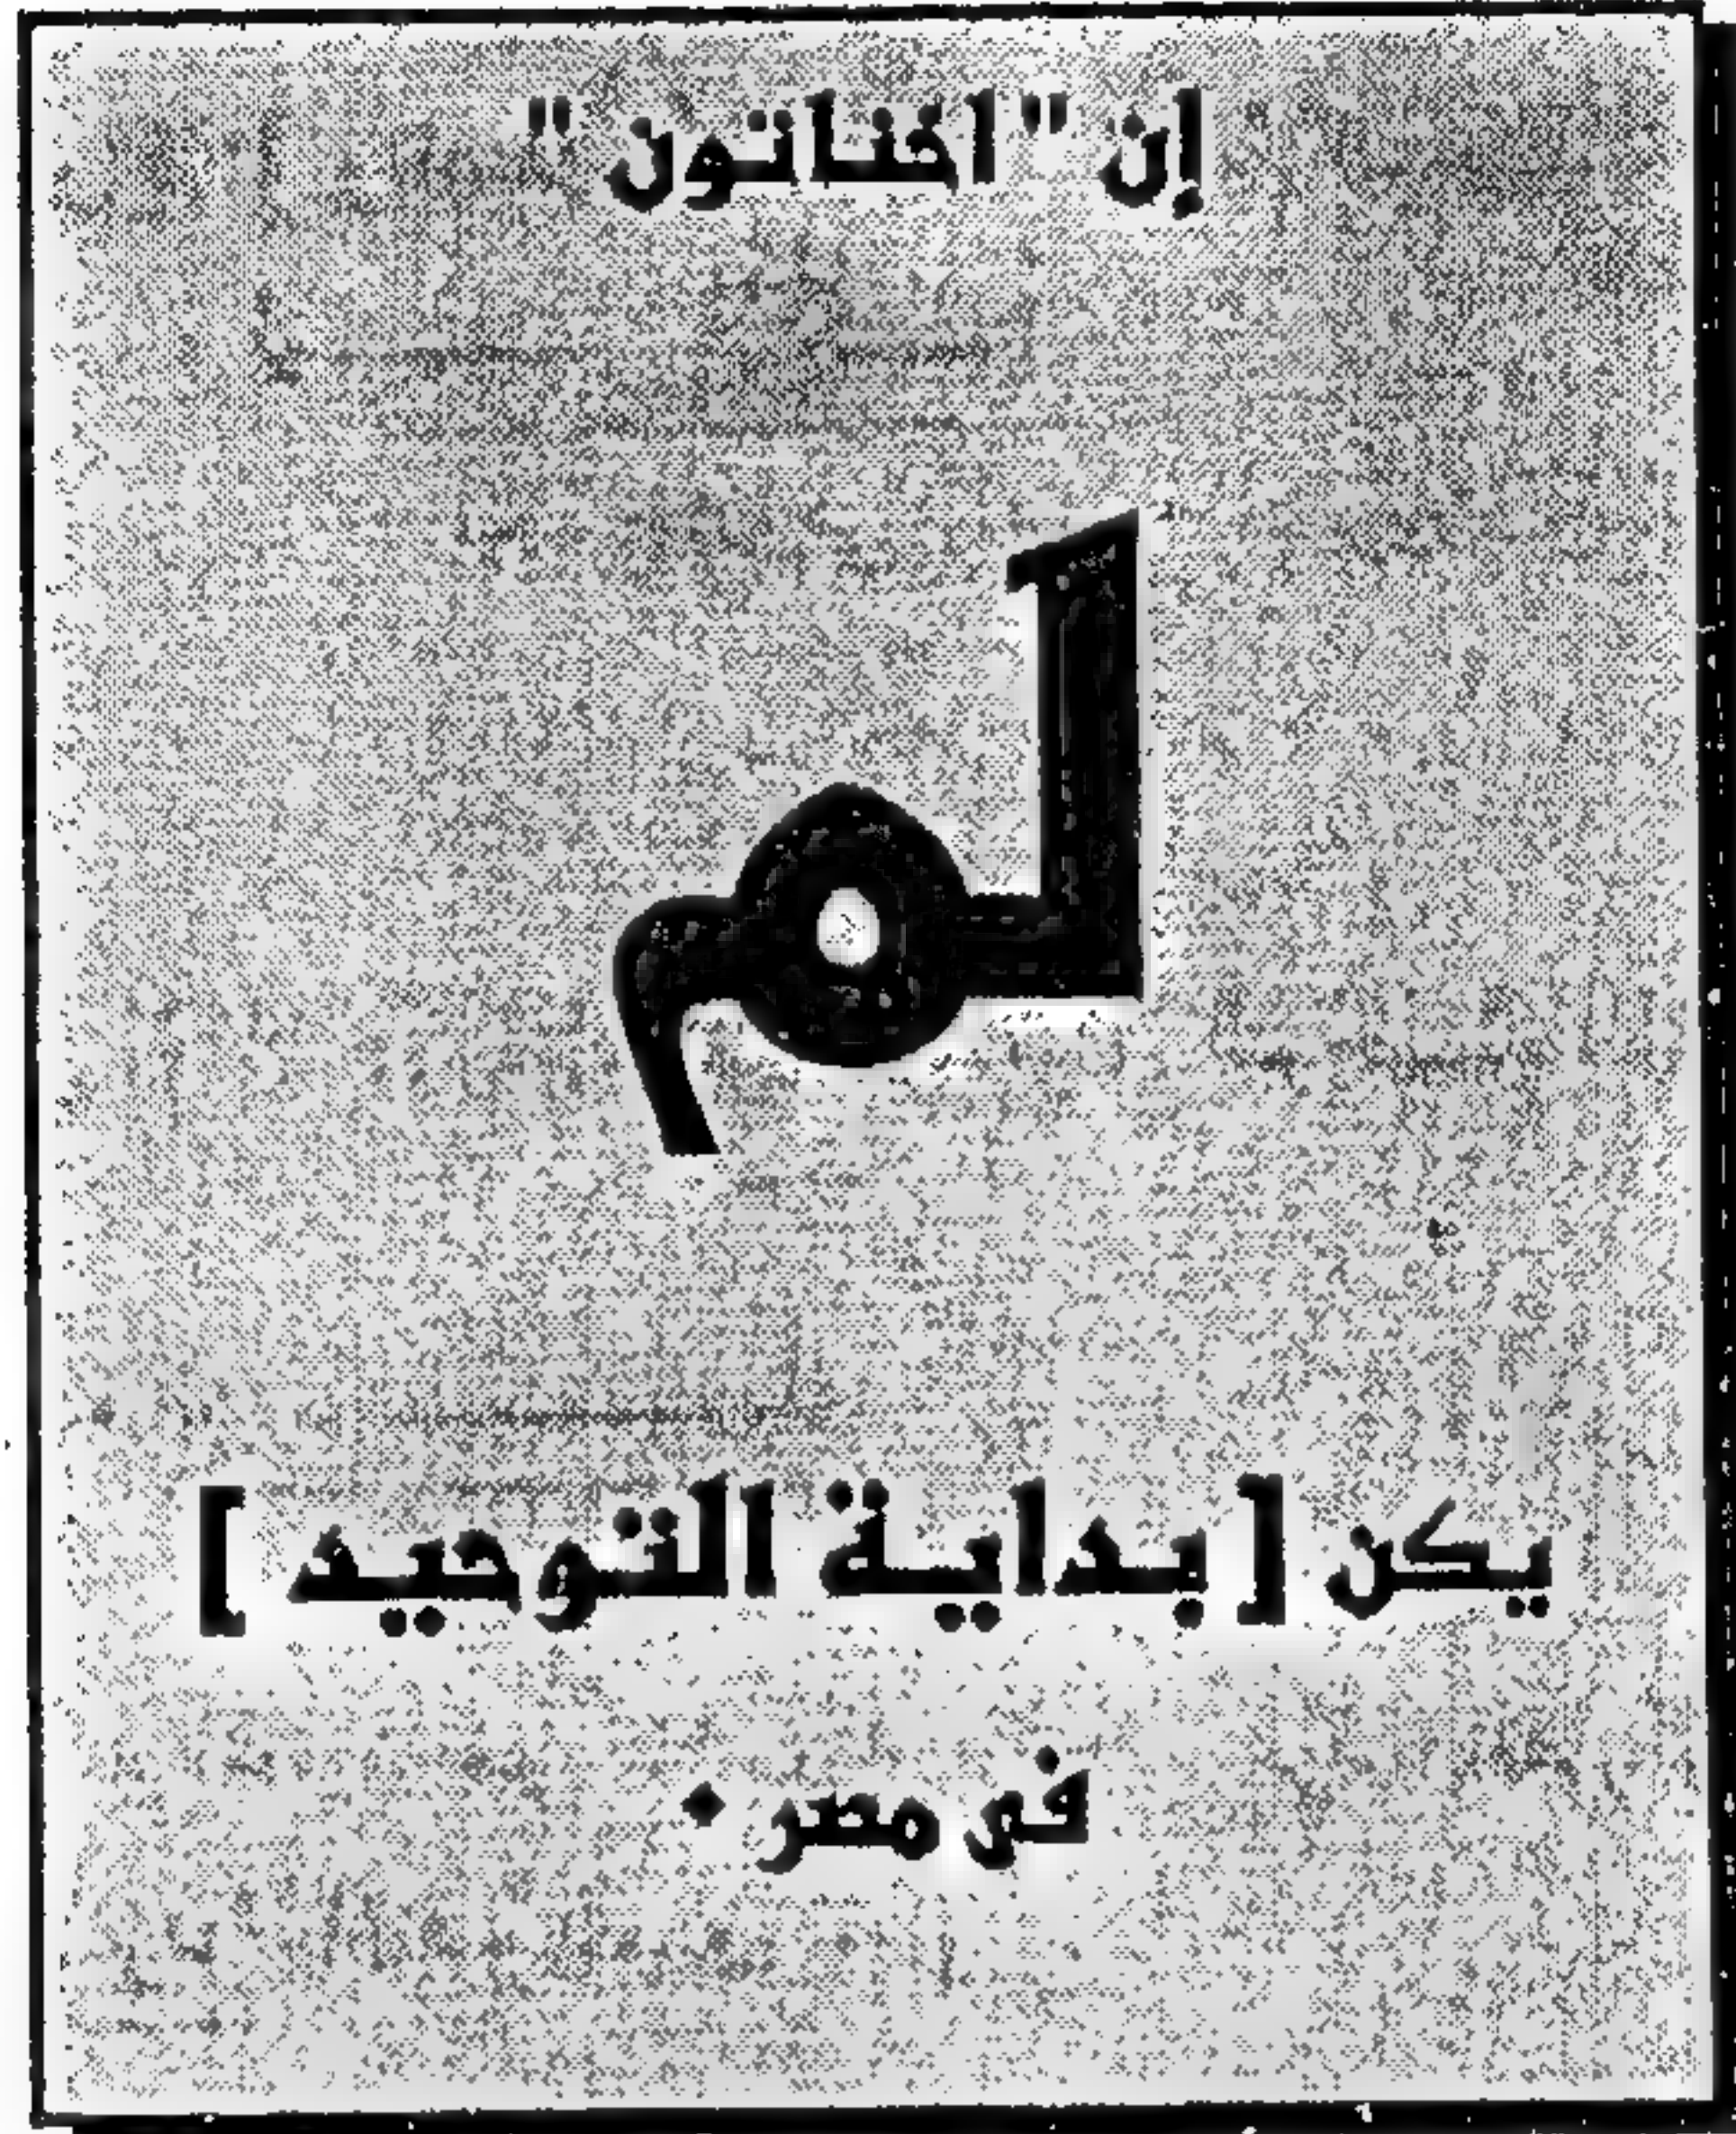 إن "اخناتون"
لم
يكن [بداية التوحيد]
فى مصر .